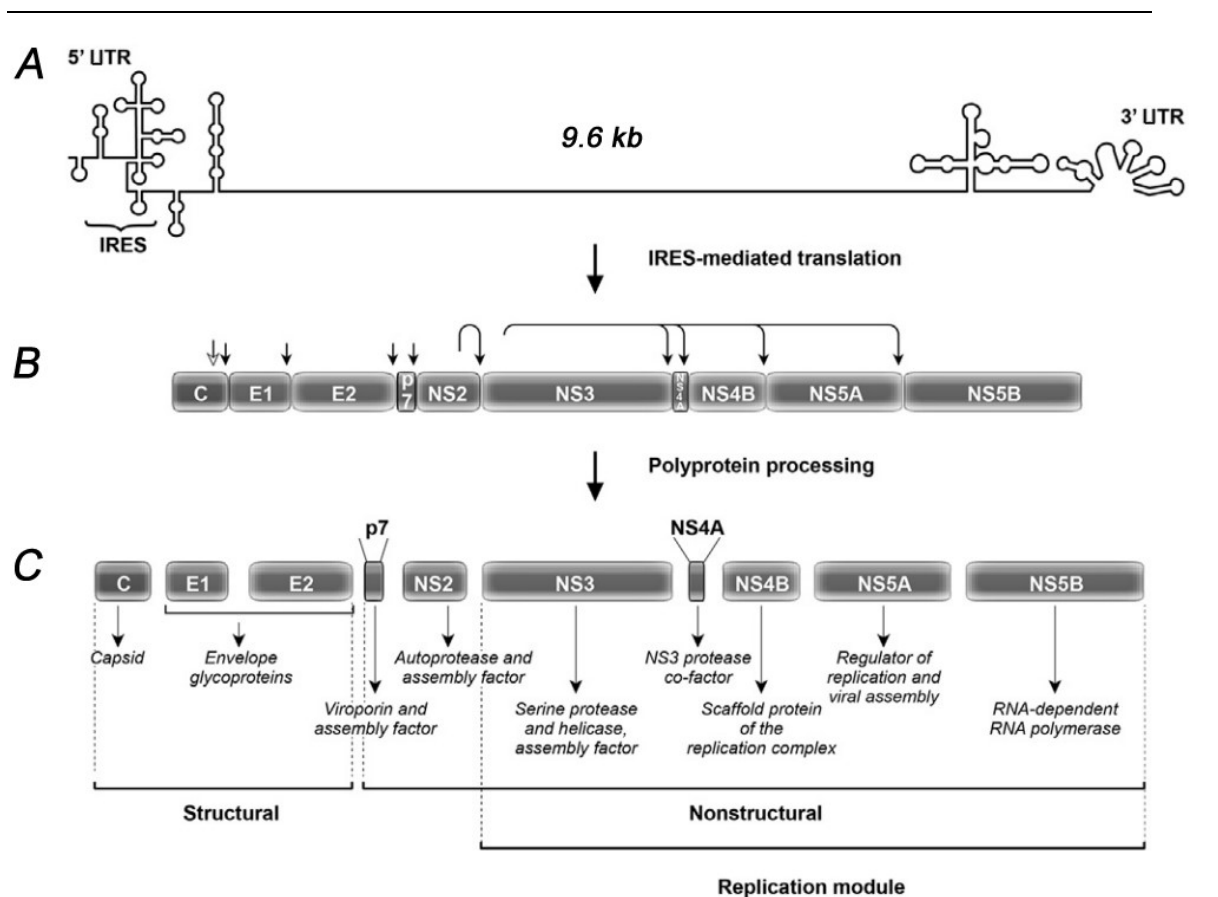 A
5' UTR
9.6 kb
3' UTR
IRES
IRES-mediated translation
B
C E1 E2 p7 NS2 NS3 NS4A NS4B NS5A NS5B
Polyprotein processing
p7 NS4A
C
C E1 E2 NS2 NS3 NS4B NS5A NS5B
Capsid
Envelope
glycoproteins
Viroporin and
assembly factor
Autoprotease and
assembly factor
Serine protease
and helicase,
assembly factor
NS3 protease
co-factor
Scaffold protein
of the
replication complex
Regulator of
replication and
viral assembly
RNA-dependent
RNA polymerase
Structural
Nonstructural
Replication module